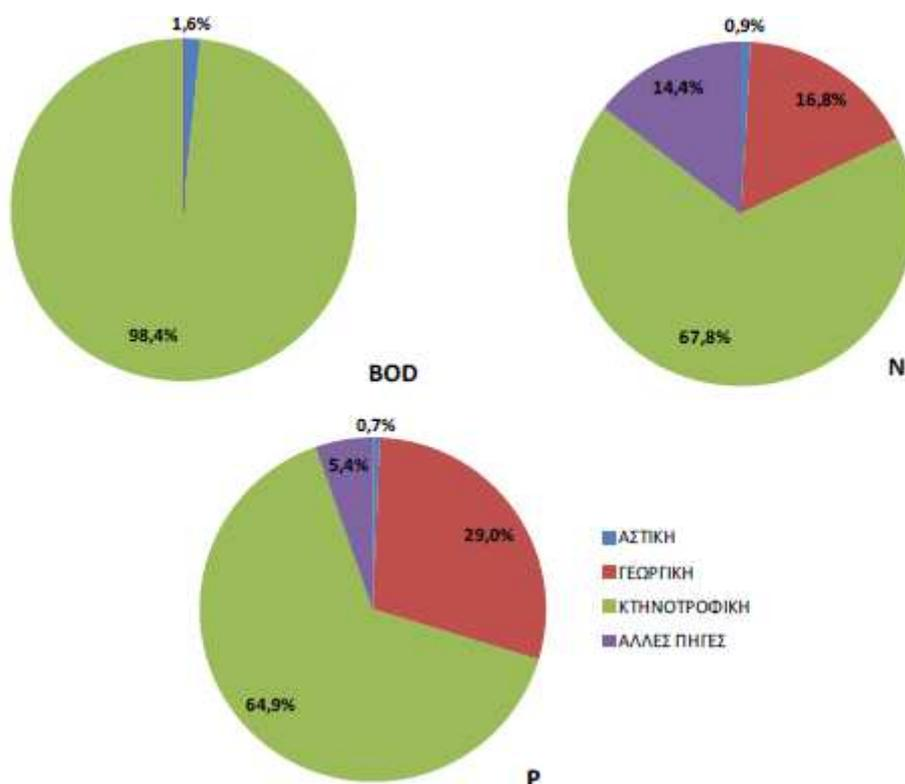 1,6%
98,4%
BOD
0,9%
14,4%
16,8%
67,8%
N
0,7%
5,4%
29,0%
64,9%
P
ΑΣΤΙΚΗ
ΓΕΩΡΓΙΚΗ
ΚΤΗΝΟΤΡΟΦΙΚΗ
ΑΛΛΕΣ ΠΗΓΕΣ